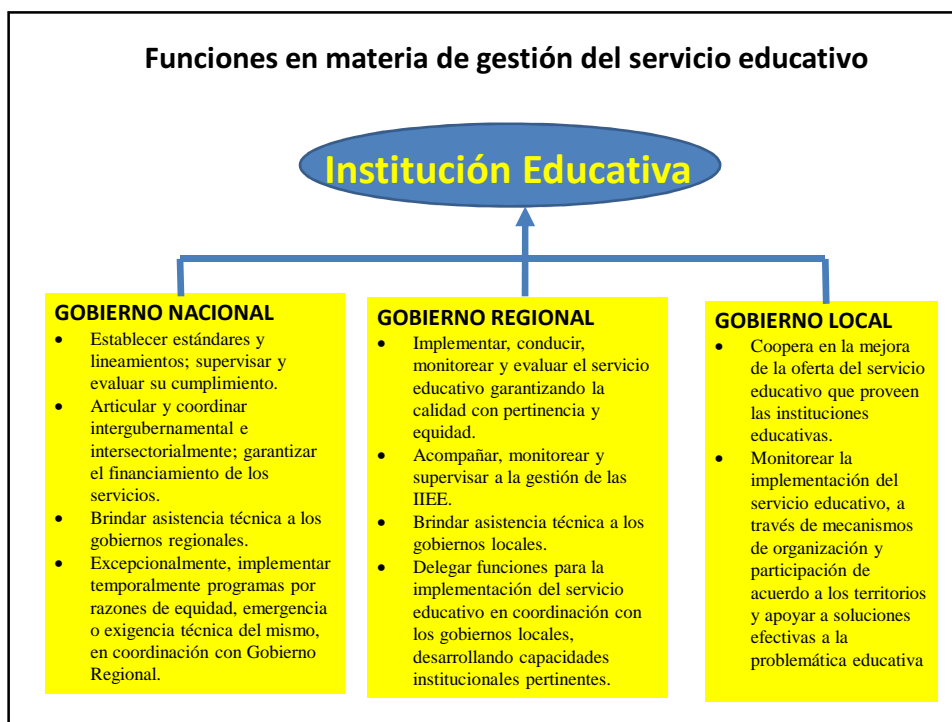 Funciones en materia de gestión del servicio educativo
Institución Educativa
GOBIERNO NACIONAL
• Establecer estándares y
lineamientos; supervisar y
evaluar su cumplimiento.
• Articular y coordinar
intergubernamental e
intersectorialmente; garantizar
el financiamiento de los
servicios.
• Brindar asistencia técnica a los
gobiernos regionales.
• Excepcionalmente, implementar
temporalmente programas por
razones de equidad, emergencia
o exigencia técnica del mismo,
en coordinación con Gobierno
Regional.
GOBIERNO REGIONAL
• Implementar, conducir,
monitorear y evaluar el servicio
educativo garantizando la
calidad con pertinencia y
equidad.
• Acompañar, monitorear y
supervisar a la gestión de las
IIEE.
• Brindar asistencia técnica a los
gobiernos locales.
• Delegar funciones para la
implementación del servicio
educativo en coordinación con
los gobiernos locales,
desarrollando capacidades
institucionales pertinentes.
GOBIERNO LOCAL
• Coopera en la mejora
de la oferta del servicio
educativo que proveen
las instituciones
educativas.
• Monitorear la
implementación del
servicio educativo, a
través de mecanismos
de organización y
participación de
acuerdo a los territorios
y apoyar a soluciones
efectivas a la
problemática educativa